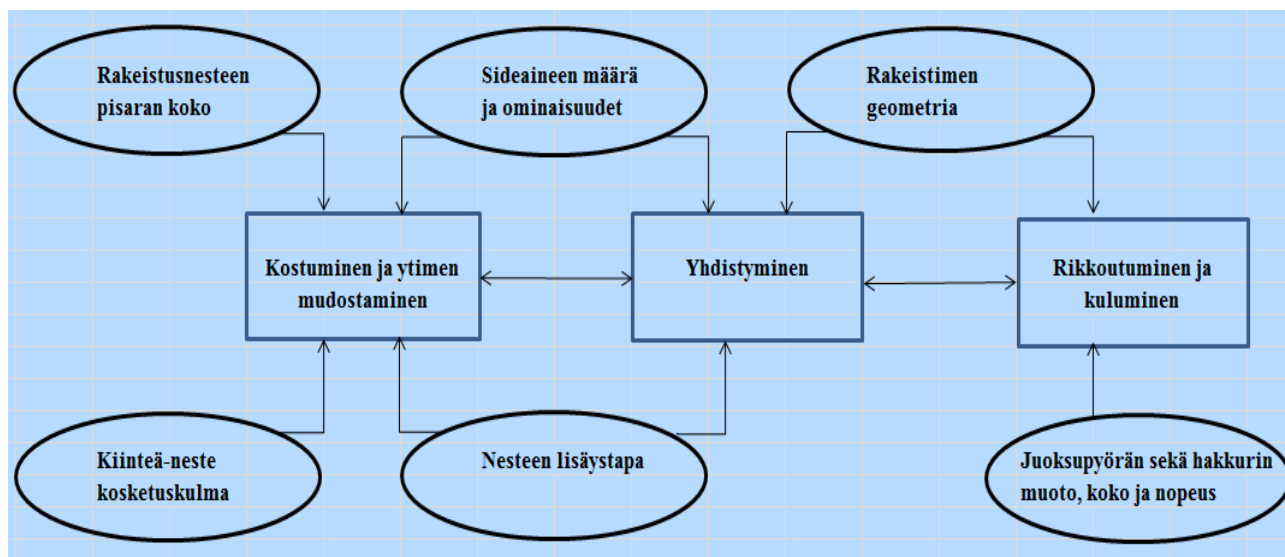 Rakeistusnesteen
pisaran koko
Sideaineen määrä
ja ominaisuudet
Rakeistimen
geometria
Kostuminen ja ytimen
mudostaminen
Yhdistyminen
Rikkoutuminen ja
kuluminen
Kiinteä-neste
kosketuskulma
Nesteen lisäystapa
Juoksupyörän sekä hakkurin
muoto, koko ja nopeus